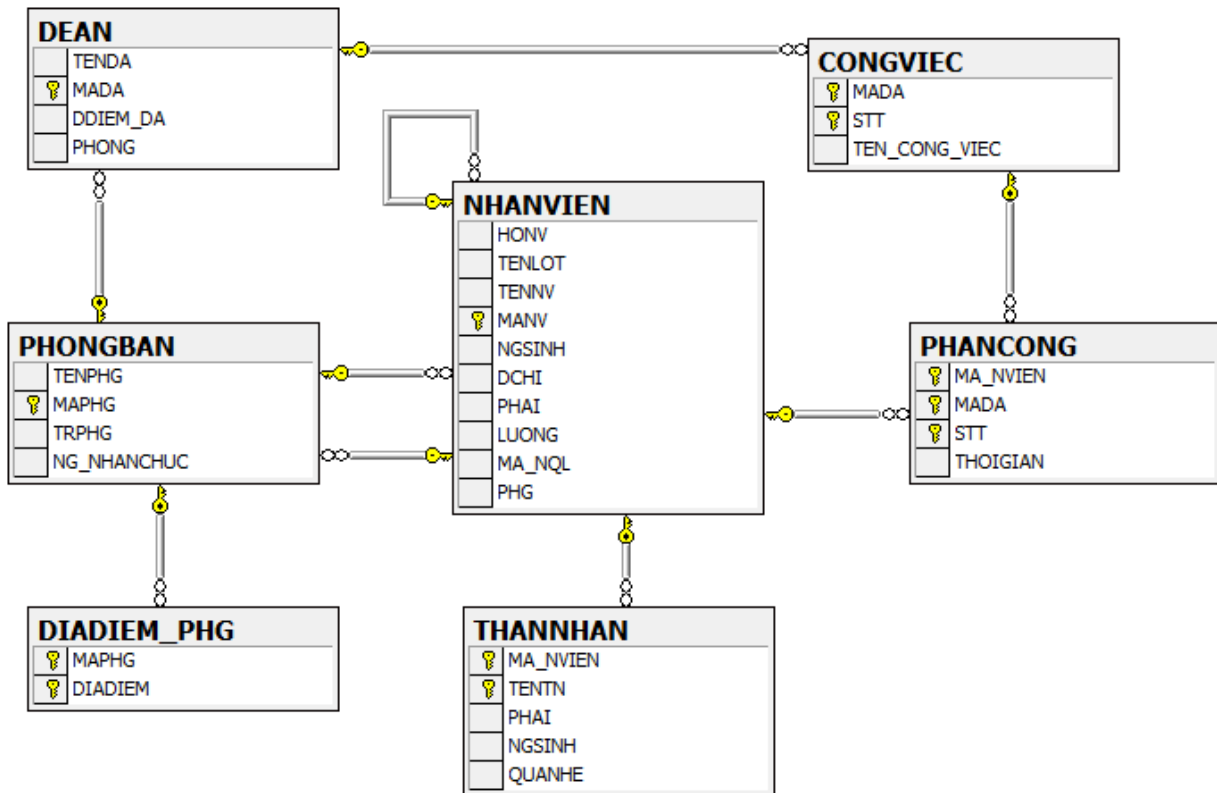 DEAN
TENDA
MADA
DDIEM_DA
PHONG
CONGVIEC
MADA
STT
TEN_CONG_VIEC
NHANVIEN
HONV
TENLOT
TENNV
MANV
NGSINH
DCHI
PHAI
LUONG
MA_NQL
PHG
PHONGBAN
TENPHG
MAPHG
TRPHG
NG_NHANCHUC
PHANCONG
MA_NVIEN
MADA
STT
THOIGIAN
DIADIEM_PHG
MAPHG
DIADIEM
THANNHAN
MA_NVIEN
TENTN
PHAI
NGSINH
QUANHE